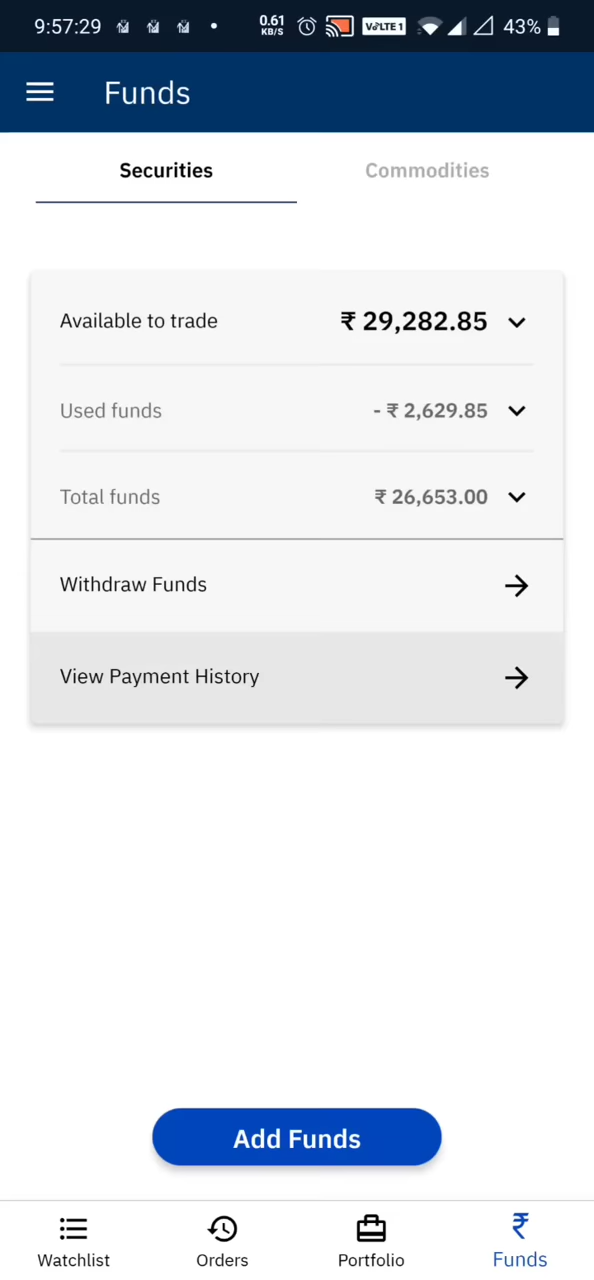 9:57:29 0.61 KB/S VoLTE 1 43%
Funds
Securities Commodities
Available to trade ₹ 29,282.85
Used funds - ₹ 2,629.85
Total funds ₹ 26,653.00
Withdraw Funds
View Payment History
Add Funds
Watchlist Orders Portfolio Funds